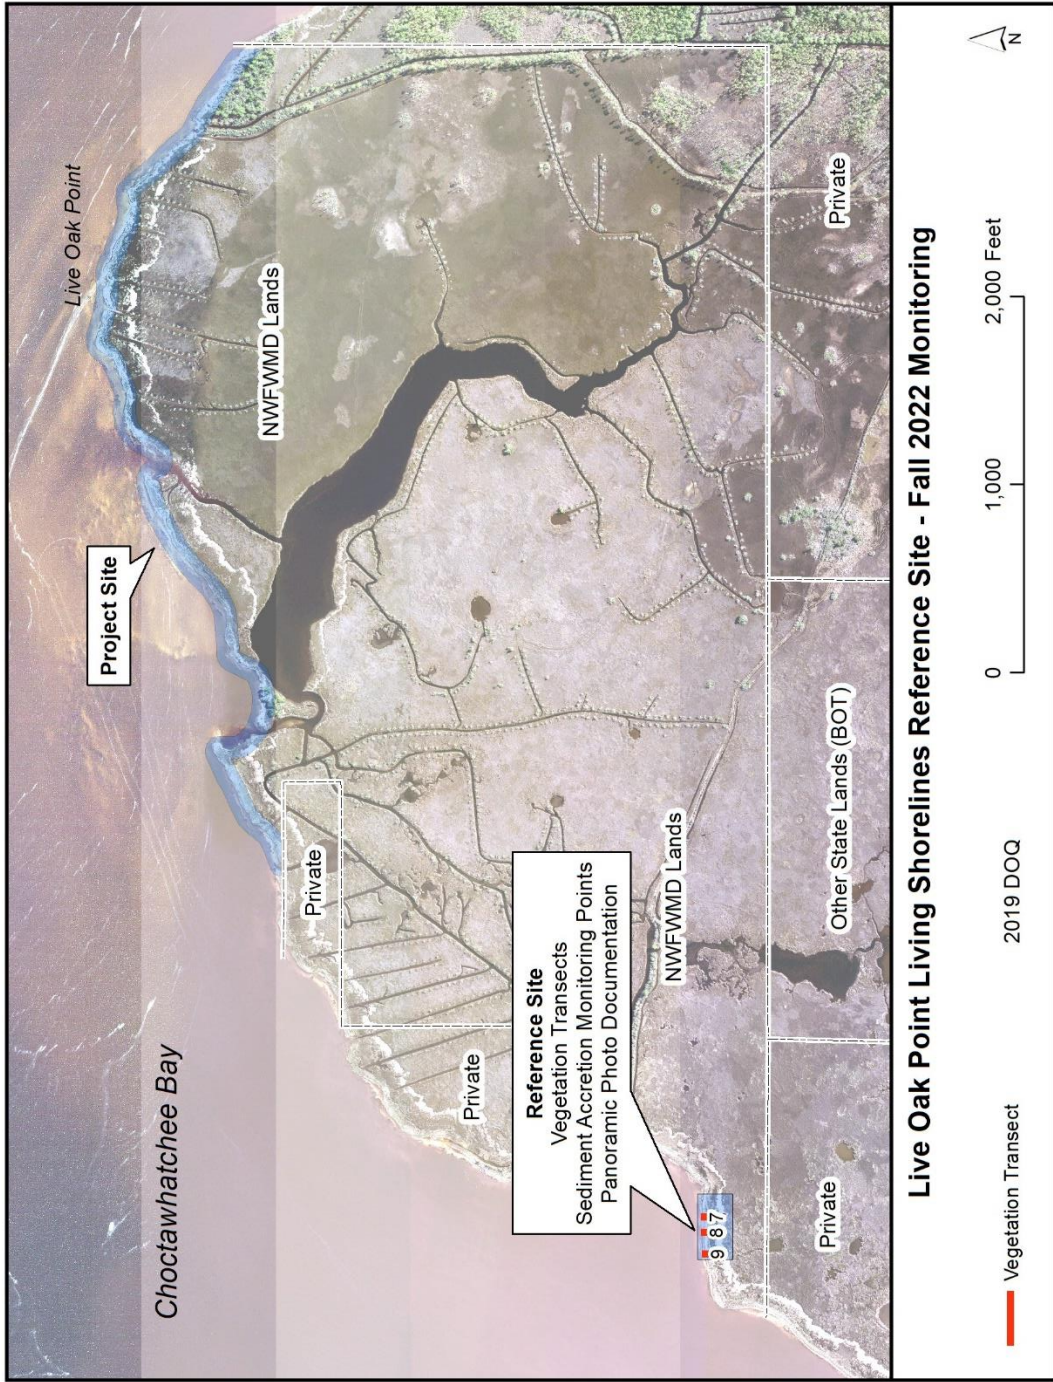 Choctawhatchee Bay
Live Oak Point
Project Site
NWFWMD Lands
Private
Private
Reference Site
Vegetation Transects
Sediment Accretion Monitoring Points
Panoramic Photo Documentation
NWFWMD Lands
9 8 7
Private
Other State Lands (BOT)
Private
Live Oak Point Living Shorelines Reference Site - Fall 2022 Monitoring
Vegetation Transect
2019 DOQ
0 1,000 2,000 Feet
N